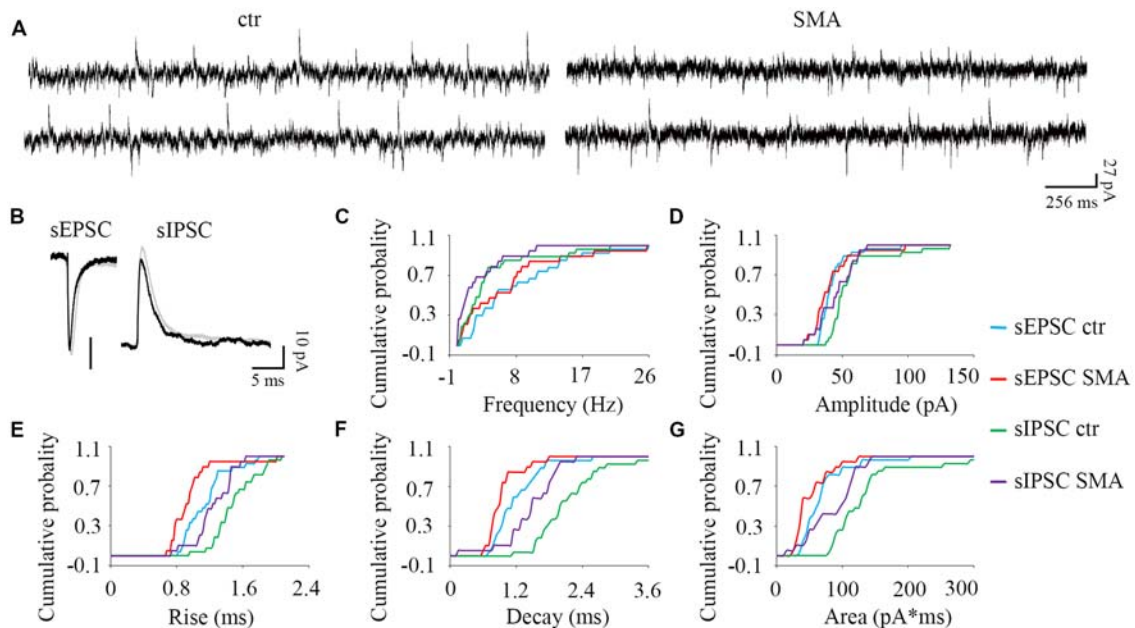 ctr SMA
A
27 pA
256 ms
B
sEPSC sIPSC
10 pA
5 ms
C
Cumulative probality
1.1
0.7
0.3
-0.1
-1 8 17 26
Frequency (Hz)
D
Cumulative probality
1.1
0.7
0.3
-0.1
0 50 100 150
Amplitude (pA)
sEPSC ctr
sEPSC SMA
sIPSC ctr
sIPSC SMA
E
Cumulative probality
1.1
0.7
0.3
-0.1
0 0.8 1.6 2.4
Rise (ms)
F
Cumulative probality
1.1
0.7
0.3
-0.1
0 1.2 2.4 3.6
Decay (ms)
G
Cumulative probality
1.1
0.7
0.3
-0.1
0 100 200 300
Area (pA*ms)